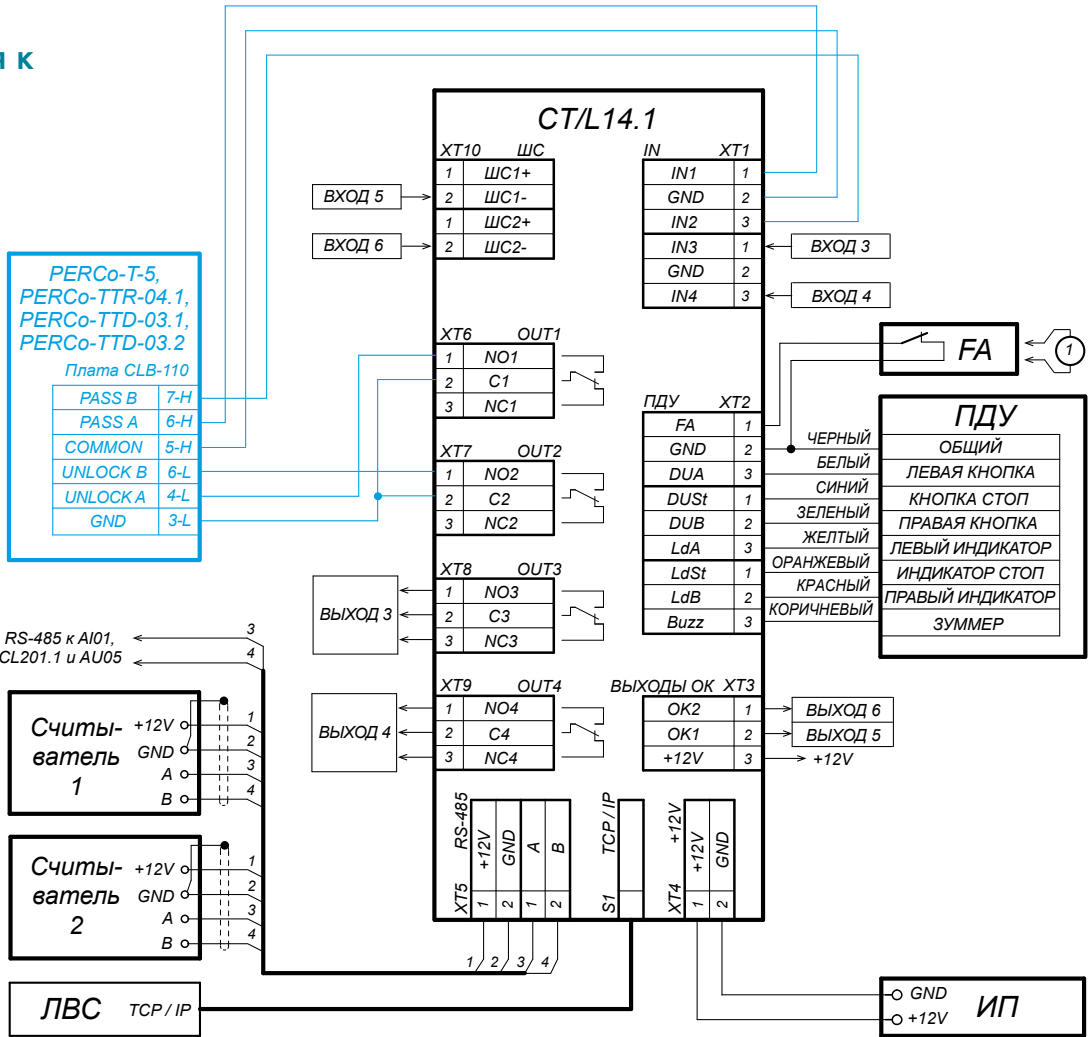 я к
CT/L14.1
XT10 ШС
1 ШС1+
2 ШС1-
1 ШС2+
2 ШС2-
ВХОД 5
ВХОД 6
IN XT1
IN1 1
GND 2
IN2 3
IN3 1
GND 2
IN4 3
ВХОД 3
ВХОД 4
PERCo-T-5,
PERCo-TTR-04.1,
PERCo-TTD-03.1,
PERCo-TTD-03.2
Плата CLB-110
PASS B 7-H
PASS A 6-H
COMMON 5-H
UNLOCK B 6-L
UNLOCK A 4-L
GND 3-L
XT6 OUT1
1 NO1
2 C1
3 NC1
XT7 OUT2
1 NO2
2 C2
3 NC2
XT8 OUT3
1 NO3
2 C3
3 NC3
ВЫХОД 3
XT9 OUT4
1 NO4
2 C4
3 NC4
ВЫХОД 4
FA
1
ПДУ XT2
FA 1
GND 2
DUA 3
DUSt 1
DUB 2
LdA 3
LdSt 1
LdB 2
Buzz 3
ЧЕРНЫЙ
БЕЛЫЙ
СИНИЙ
ЗЕЛЕНЫЙ
ЖЕЛТЫЙ
ОРАНЖЕВЫЙ
КРАСНЫЙ
КОРИЧНЕВЫЙ
ПДУ
ОБЩИЙ
ЛЕВАЯ КНОПКА
КНОПКА СТОП
ПРАВАЯ КНОПКА
ЛЕВЫЙ ИНДИКАТОР
ИНДИКАТОР СТОП
ПРАВЫЙ ИНДИКАТОР
ЗУММЕР
ВЫХОДЫ ОК XT3
OK2 1
OK1 2
+12V 3
ВЫХОД 6
ВЫХОД 5
+12V
RS-485 к AI01,
CL201.1 и AU05
3
4
Считы-
ватель
1
+12V
GND
A
B
1
2
3
4
Считы-
ватель
2
+12V
GND
A
B
1
2
3
4
XT5 RS-485
1 +12V
2 GND
1 A
2 B
1
2
3
4
S1 TCP / IP
XT4 +12V
1 +12V
2 GND
ЛВС TCP / IP
GND
+12V
ИП